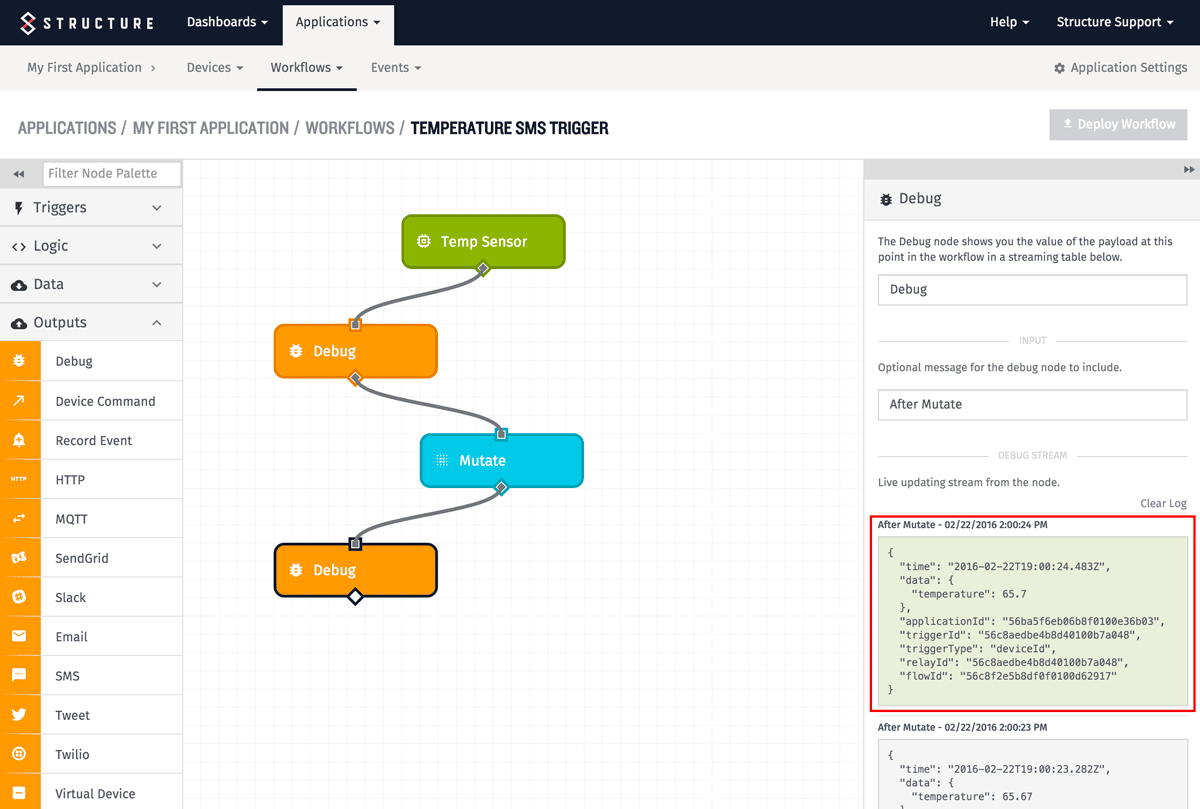 STRUCTURE
Dashboards
Applications
Help
Structure Support
My First Application
Devices
Workflows
Events
Application Settings
APPLICATIONS / MY FIRST APPLICATION / WORKFLOWS / TEMPERATURE SMS TRIGGER
Deploy Workflow
Filter Node Palette
Triggers
Logic
Data
Outputs
Debug
Device Command
Record Event
HTTP
HTTP
MQTT
SendGrid
Slack
Email
SMS
Tweet
Twilio
Virtual Device
Temp Sensor
Debug
Mutate
Debug
Debug
The Debug node shows you the value of the payload at this
point in the workflow in a streaming table below.
Debug
INPUT
Optional message for the debug node to include.
After Mutate
DEBUG STREAM
Live updating stream from the node.
Clear Log
After Mutate - 02/22/2016 2:00:24 PM
{
"time": "2016-02-22T19:00:24.483Z",
"data": {
"temperature": 65.7
},
"applicationId": "56ba5f6eb06b8f0100e36b03",
"triggerId": "56c8aedbe4b8d40100b7a048",
"triggerType": "deviceId",
"relayId": "56c8aedbe4b8d40100b7a048",
"flowId": "56c8f2e5b8df0f0100d62917"
}
After Mutate - 02/22/2016 2:00:23 PM
{
"time": "2016-02-22T19:00:23.282Z",
"data": {
"temperature": 65.67